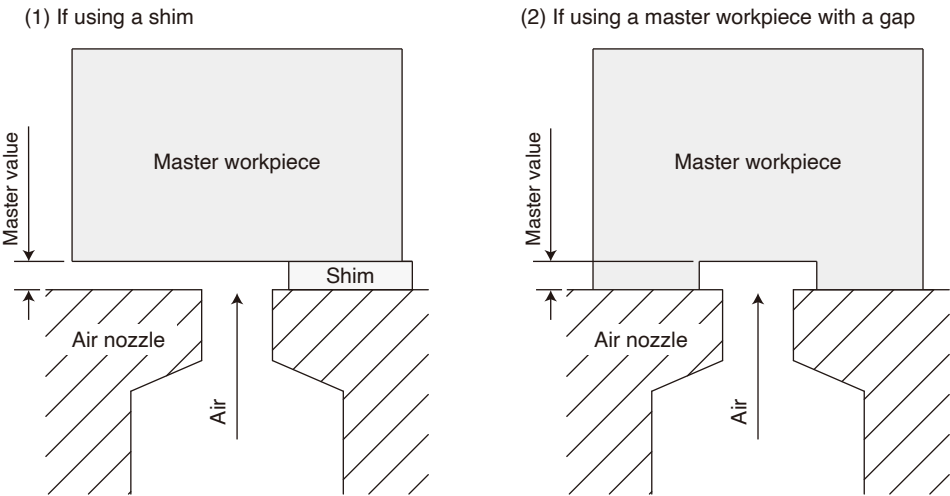 (1) If using a shim
Master value
Master workpiece
Shim
Air nozzle
Air
(2) If using a master workpiece with a gap
Master value
Master workpiece
Air nozzle
Air